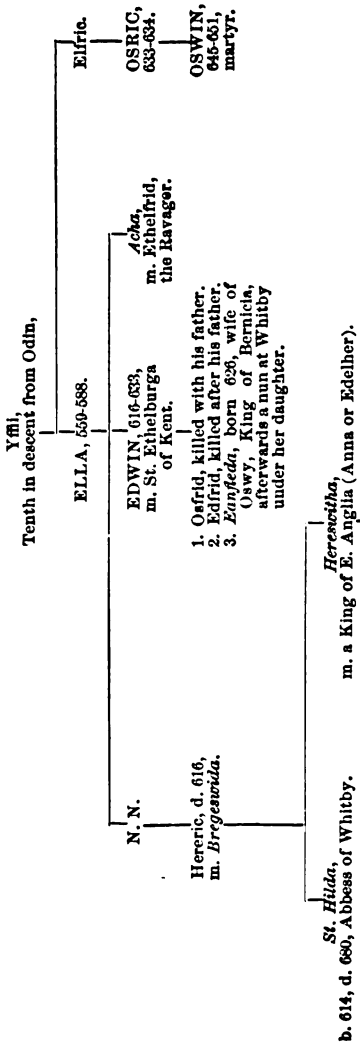 Yffi,
Tenth in descent from Odin,
ELLA, 559-588.
Elfric.
N. N.
EDWIN, 616-633,
m. St. Ethelburga
of Kent.
Acha,
m. Ethelfrid,
the Ravager.
OSRIC,
633-634.
Hereric, d. 616,
m. Bregeswida.
1. Osfrid, killed with his father.
2. Edfrid, killed after his father.
3. Eanfleda, born 626, wife of
Oswy, King of Bernicia,
afterwards a nun at Whitby
under her daughter.
OSWIN,
645-651,
martyr.
St. Hilda,
b. 614, d. 680, Abbess of Whitby.
Hereswitha,
m. a King of E. Anglia (Anna or Edelher).